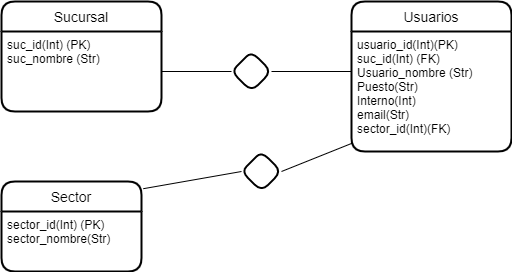 Sucursal
suc_id(Int) (PK)
suc_nombre (Str)
Usuarios
usuario_id(Int)(PK)
suc_id(Int) (FK)
Usuario_nombre (Str)
Puesto(Str)
Interno(Int)
email(Str)
sector_id(Int)(FK)
Sector
sector_id(Int) (PK)
sector_nombre(Str)